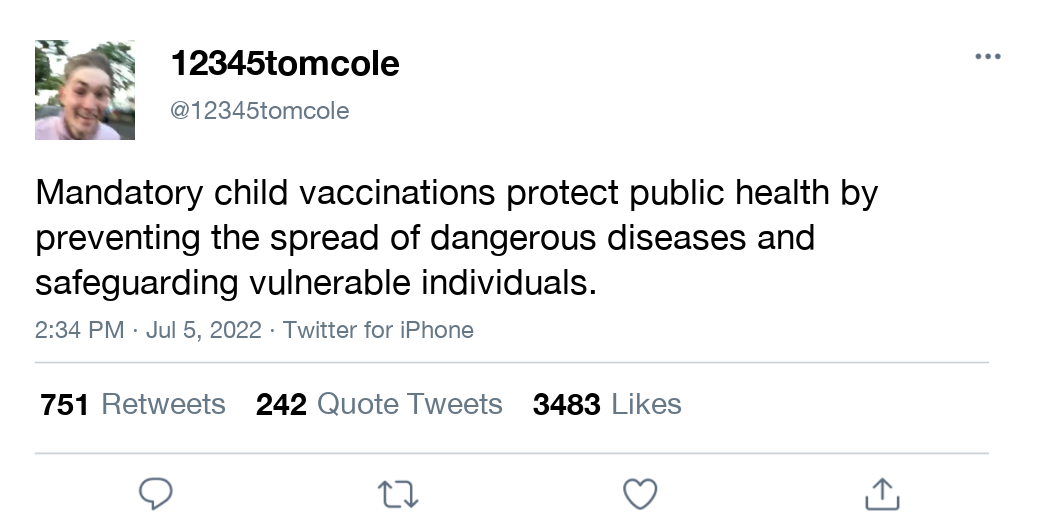 12345tomcole
@12345tomcole
Mandatory child vaccinations protect public health by
preventing the spread of dangerous diseases and
safeguarding vulnerable individuals.
2:34 PM · Jul 5, 2022 · Twitter for iPhone
751 Retweets 242 Quote Tweets 3483 Likes